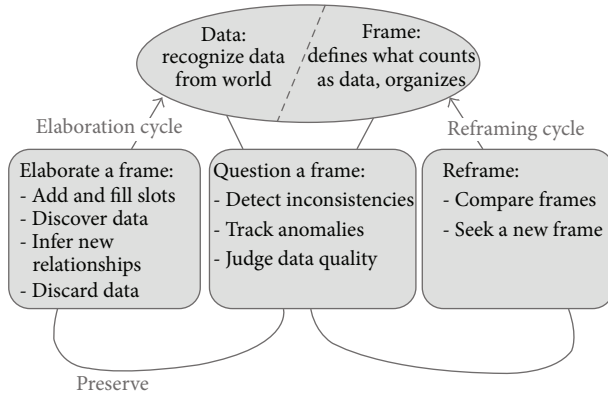 Data:
recognize data
from world
Frame:
defines what counts
as data, organizes
Elaboration cycle
Reframing cycle
Elaborate a frame:
- Add and fill slots
- Discover data
- Infer new
relationships
- Discard data
Question a frame:
- Detect inconsistencies
- Track anomalies
- Judge data quality
Reframe:
- Compare frames
- Seek a new frame
Preserve